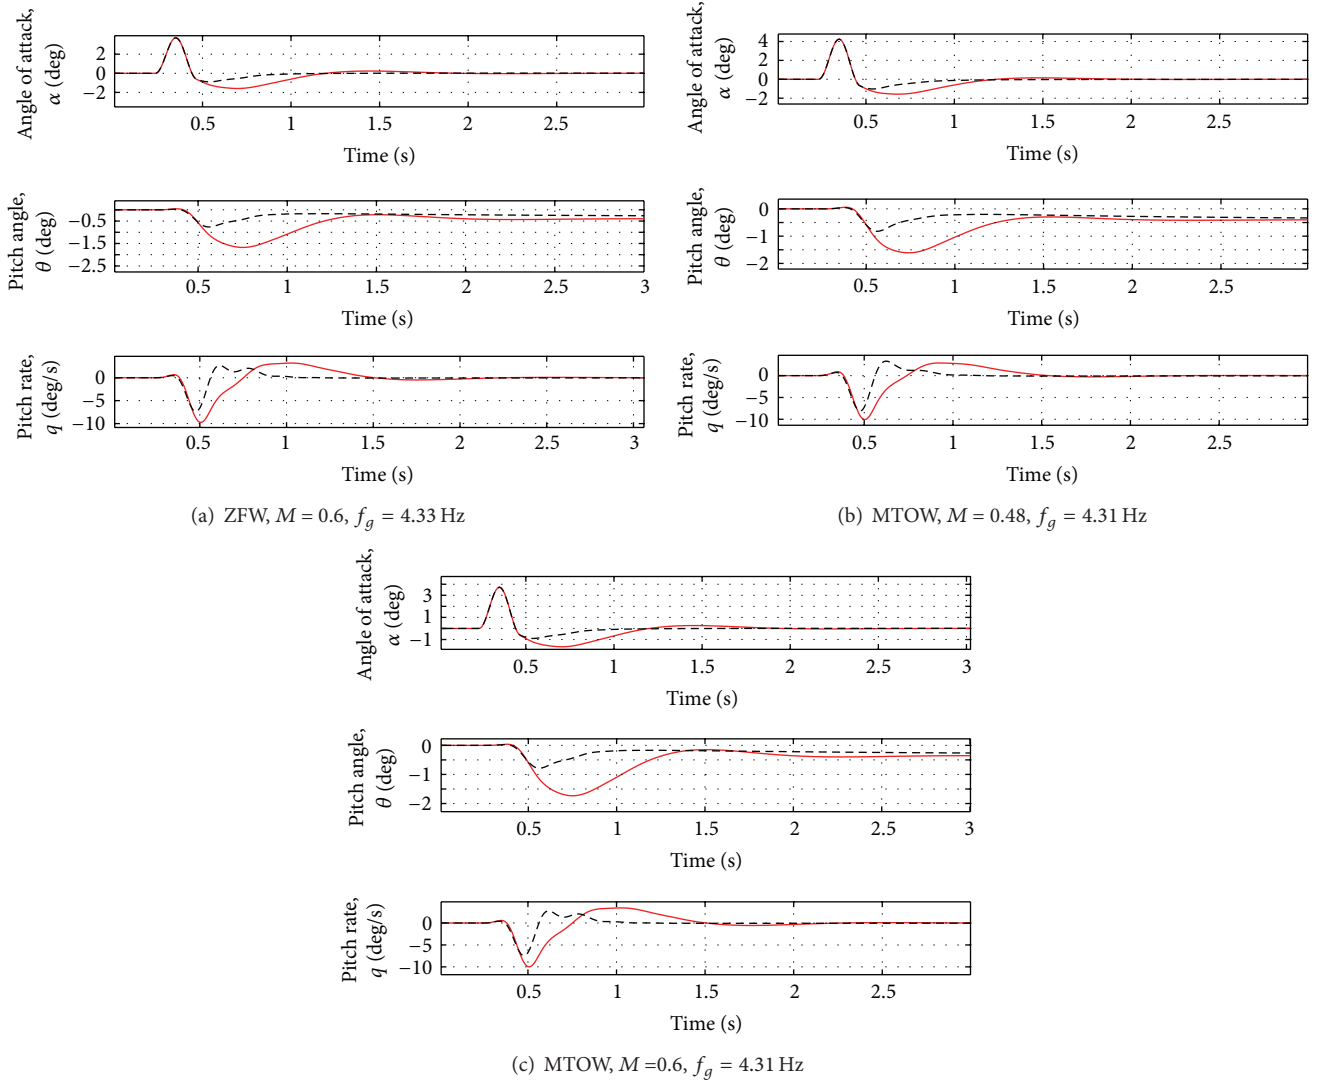 Angle of attack,
α (deg)
2
0
−2
0.5 1 1.5 2 2.5
Time (s)
Pitch angle,
θ (deg)
−0.5
−1.5
−2.5
0.5 1 1.5 2 2.5 3
Time (s)
Pitch rate,
q (deg/s)
0
−5
−10
0.5 1 1.5 2 2.5 3
Time (s)
(a) ZFW, M = 0.6, f_g = 4.33 Hz
Angle of attack,
α (deg)
4
2
0
−2
0.5 1 1.5 2 2.5
Time (s)
Pitch angle,
θ (deg)
0
−1
−2
0.5 1 1.5 2 2.5
Time (s)
Pitch rate,
q (deg/s)
0
−5
−10
0.5 1 1.5 2 2.5
Time (s)
(b) MTOW, M = 0.48, f_g = 4.31 Hz
Angle of attack,
α (deg)
3
1
−1
0.5 1 1.5 2 2.5 3
Time (s)
Pitch angle,
θ (deg)
0
−1
−2
0.5 1 1.5 2 2.5 3
Time (s)
Pitch rate,
q (deg/s)
0
−5
−10
0.5 1 1.5 2 2.5
Time (s)
(c) MTOW, M =0.6, f_g = 4.31 Hz